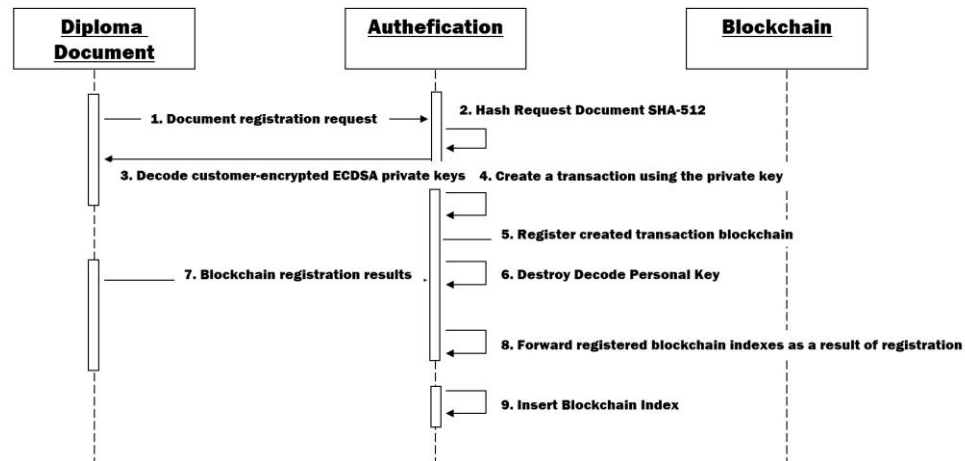 Diploma
Document
Authefication
Blockchain
1. Document registration request
2. Hash Request Document SHA-512
3. Decode customer-encrypted ECDSA private keys
4. Create a transaction using the private key
5. Register created transaction blockchain
7. Blockchain registration results
6. Destroy Decode Personal Key
8. Forward registered blockchain indexes as a result of registration
9. Insert Blockchain Index